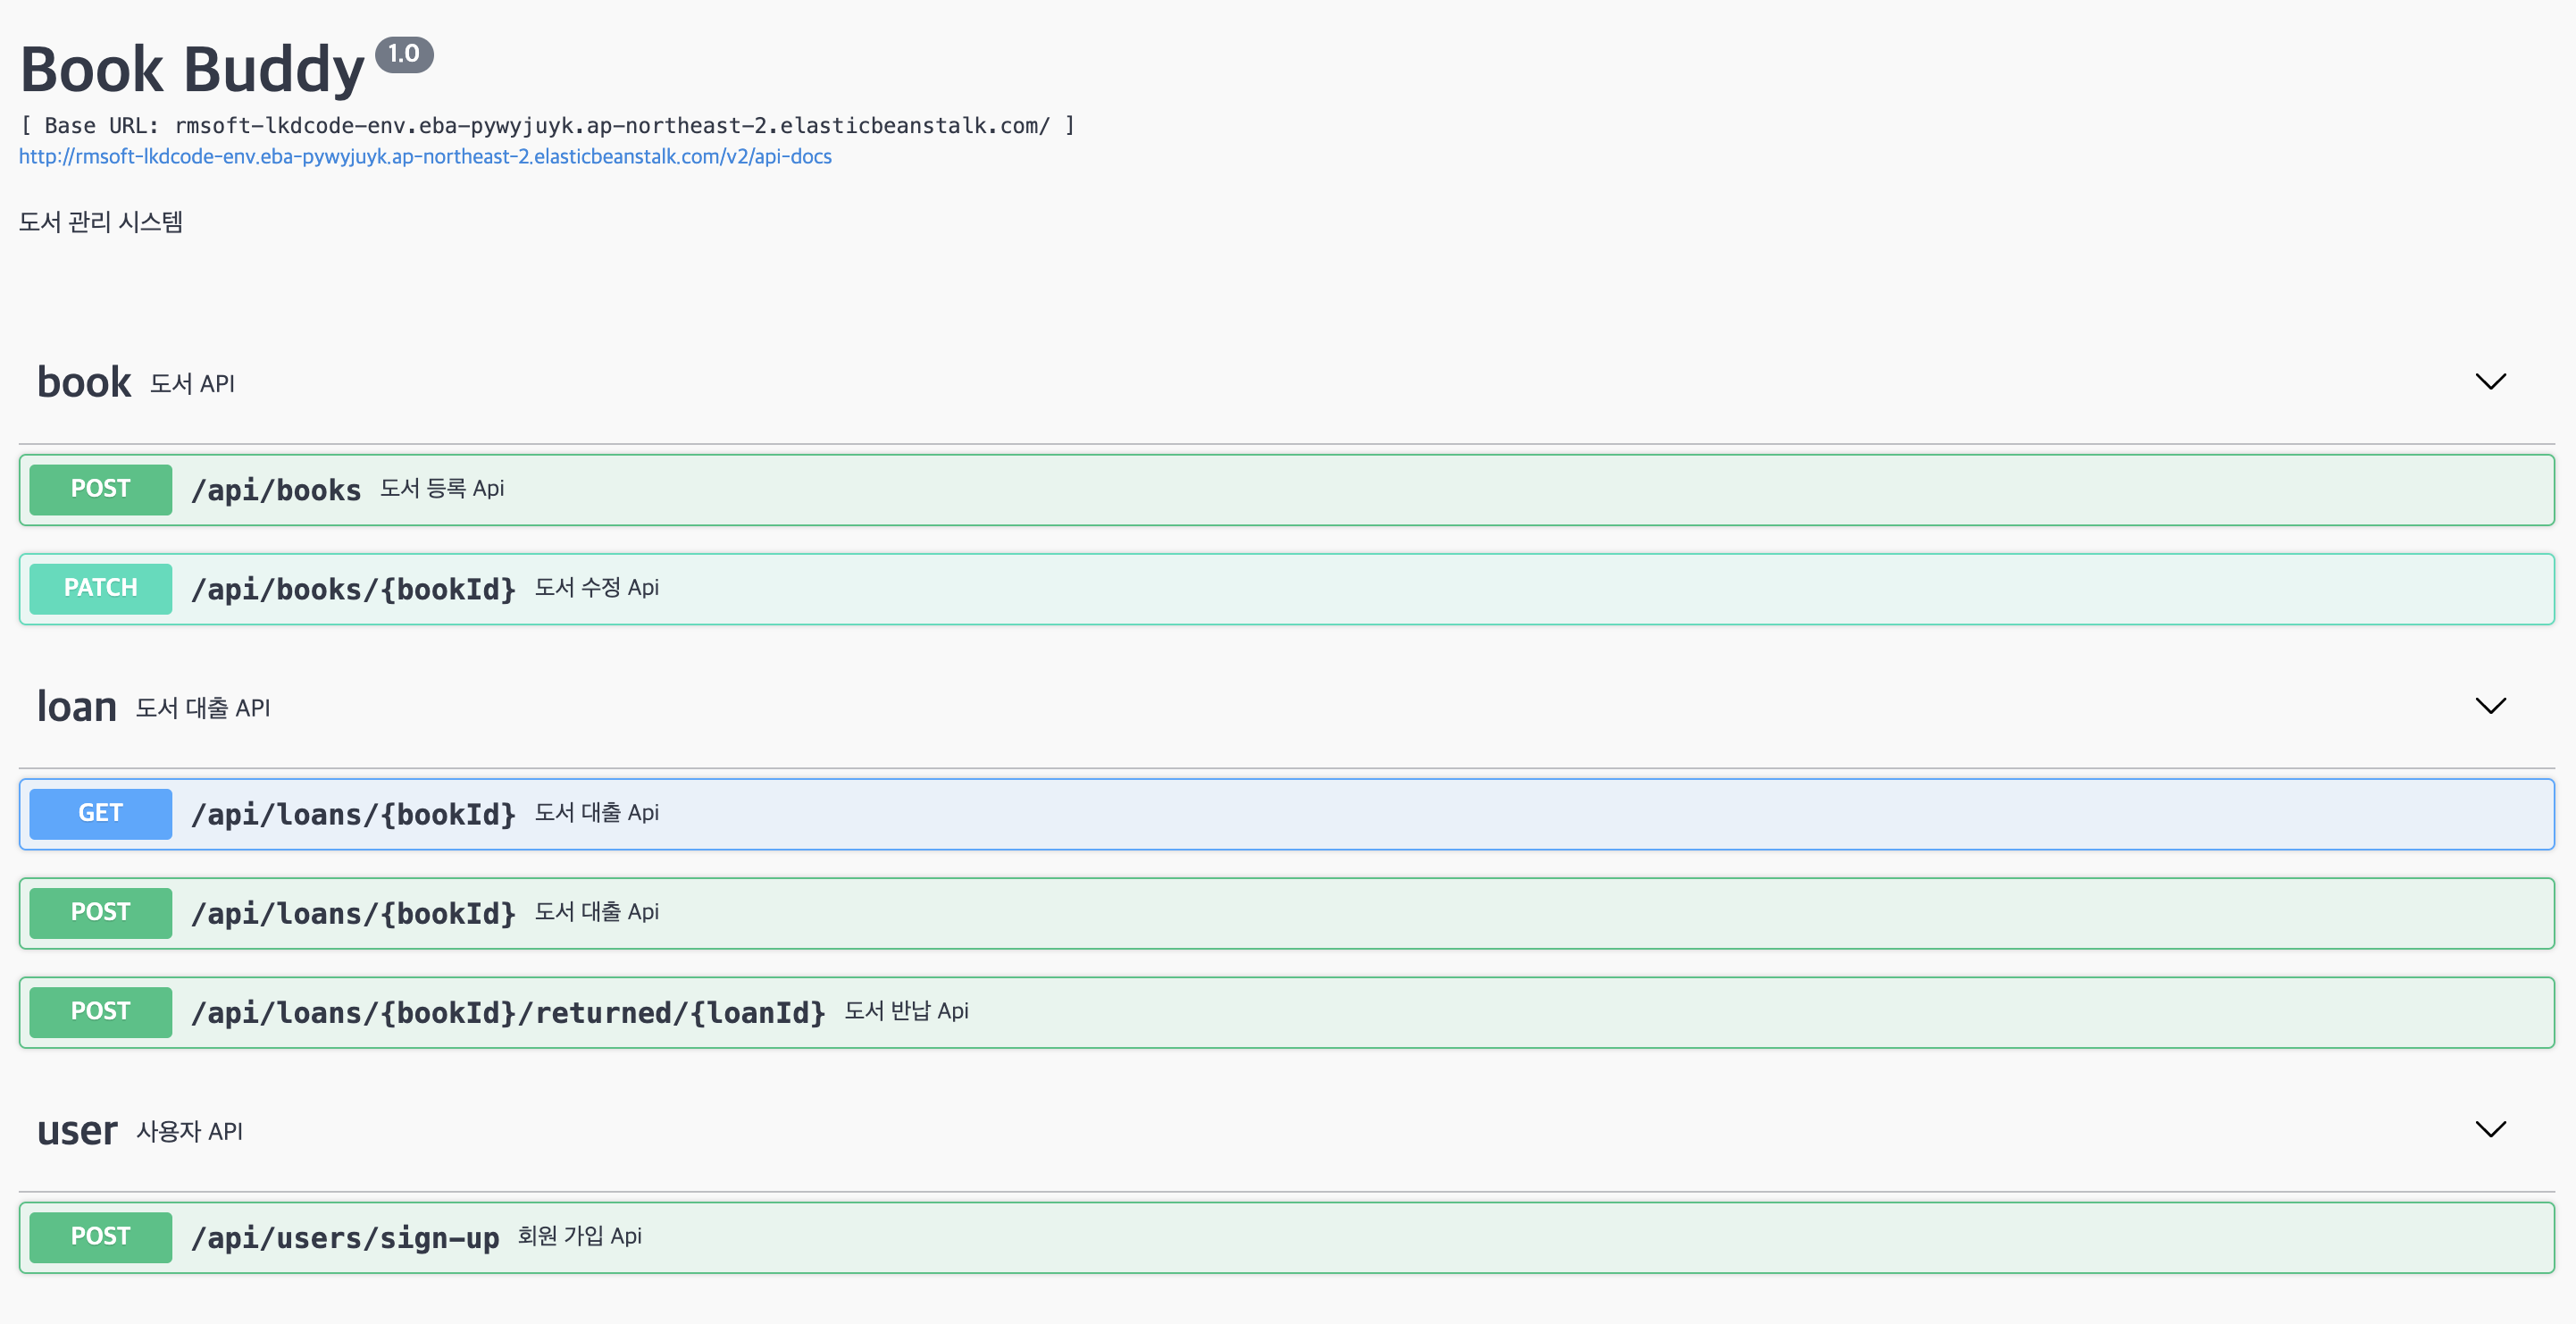 Book Buddy 1.0
[ Base URL: rmsoft-lkdcode-env.eba-pywyjuyk.ap-northeast-2.elasticbeanstalk.com/ ]
http://rmsoft-lkdcode-env.eba-pywyjuyk.ap-northeast-2.elasticbeanstalk.com/v2/api-docs
도서 관리 시스템
book 도서 API
POST /api/books 도서 등록 Api
PATCH /api/books/{bookId} 도서 수정 Api
loan 도서 대출 API
GET /api/loans/{bookId} 도서 대출 Api
POST /api/loans/{bookId} 도서 대출 Api
POST /api/loans/{bookId}/returned/{loanId} 도서 반납 Api
user 사용자 API
POST /api/users/sign-up 회원 가입 Api